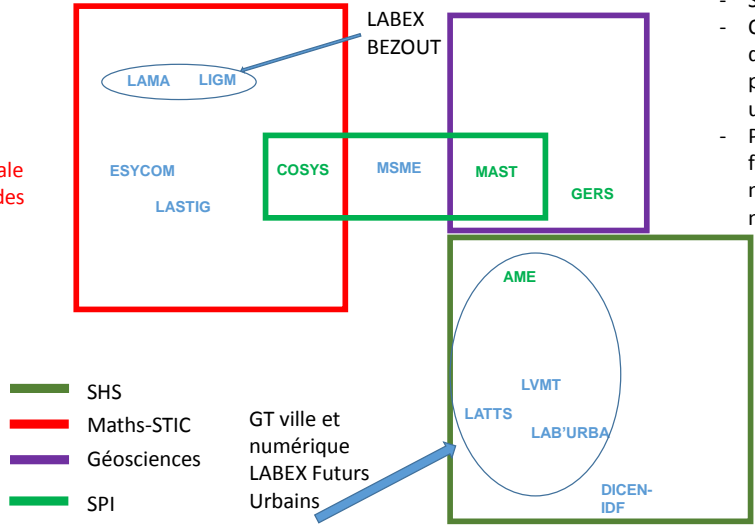 LABEX
BEZOUT
LAMA LIGM
ale
des
ESYCOM
LASTIG
COSYS
MSME
MAST
GERS
AME
LVMT
LATTS
LAB'URBA
DICEN-
IDF
SHS
Maths-STIC
Géosciences
SPI
GT ville et
numérique
LABEX Futurs
Urbains